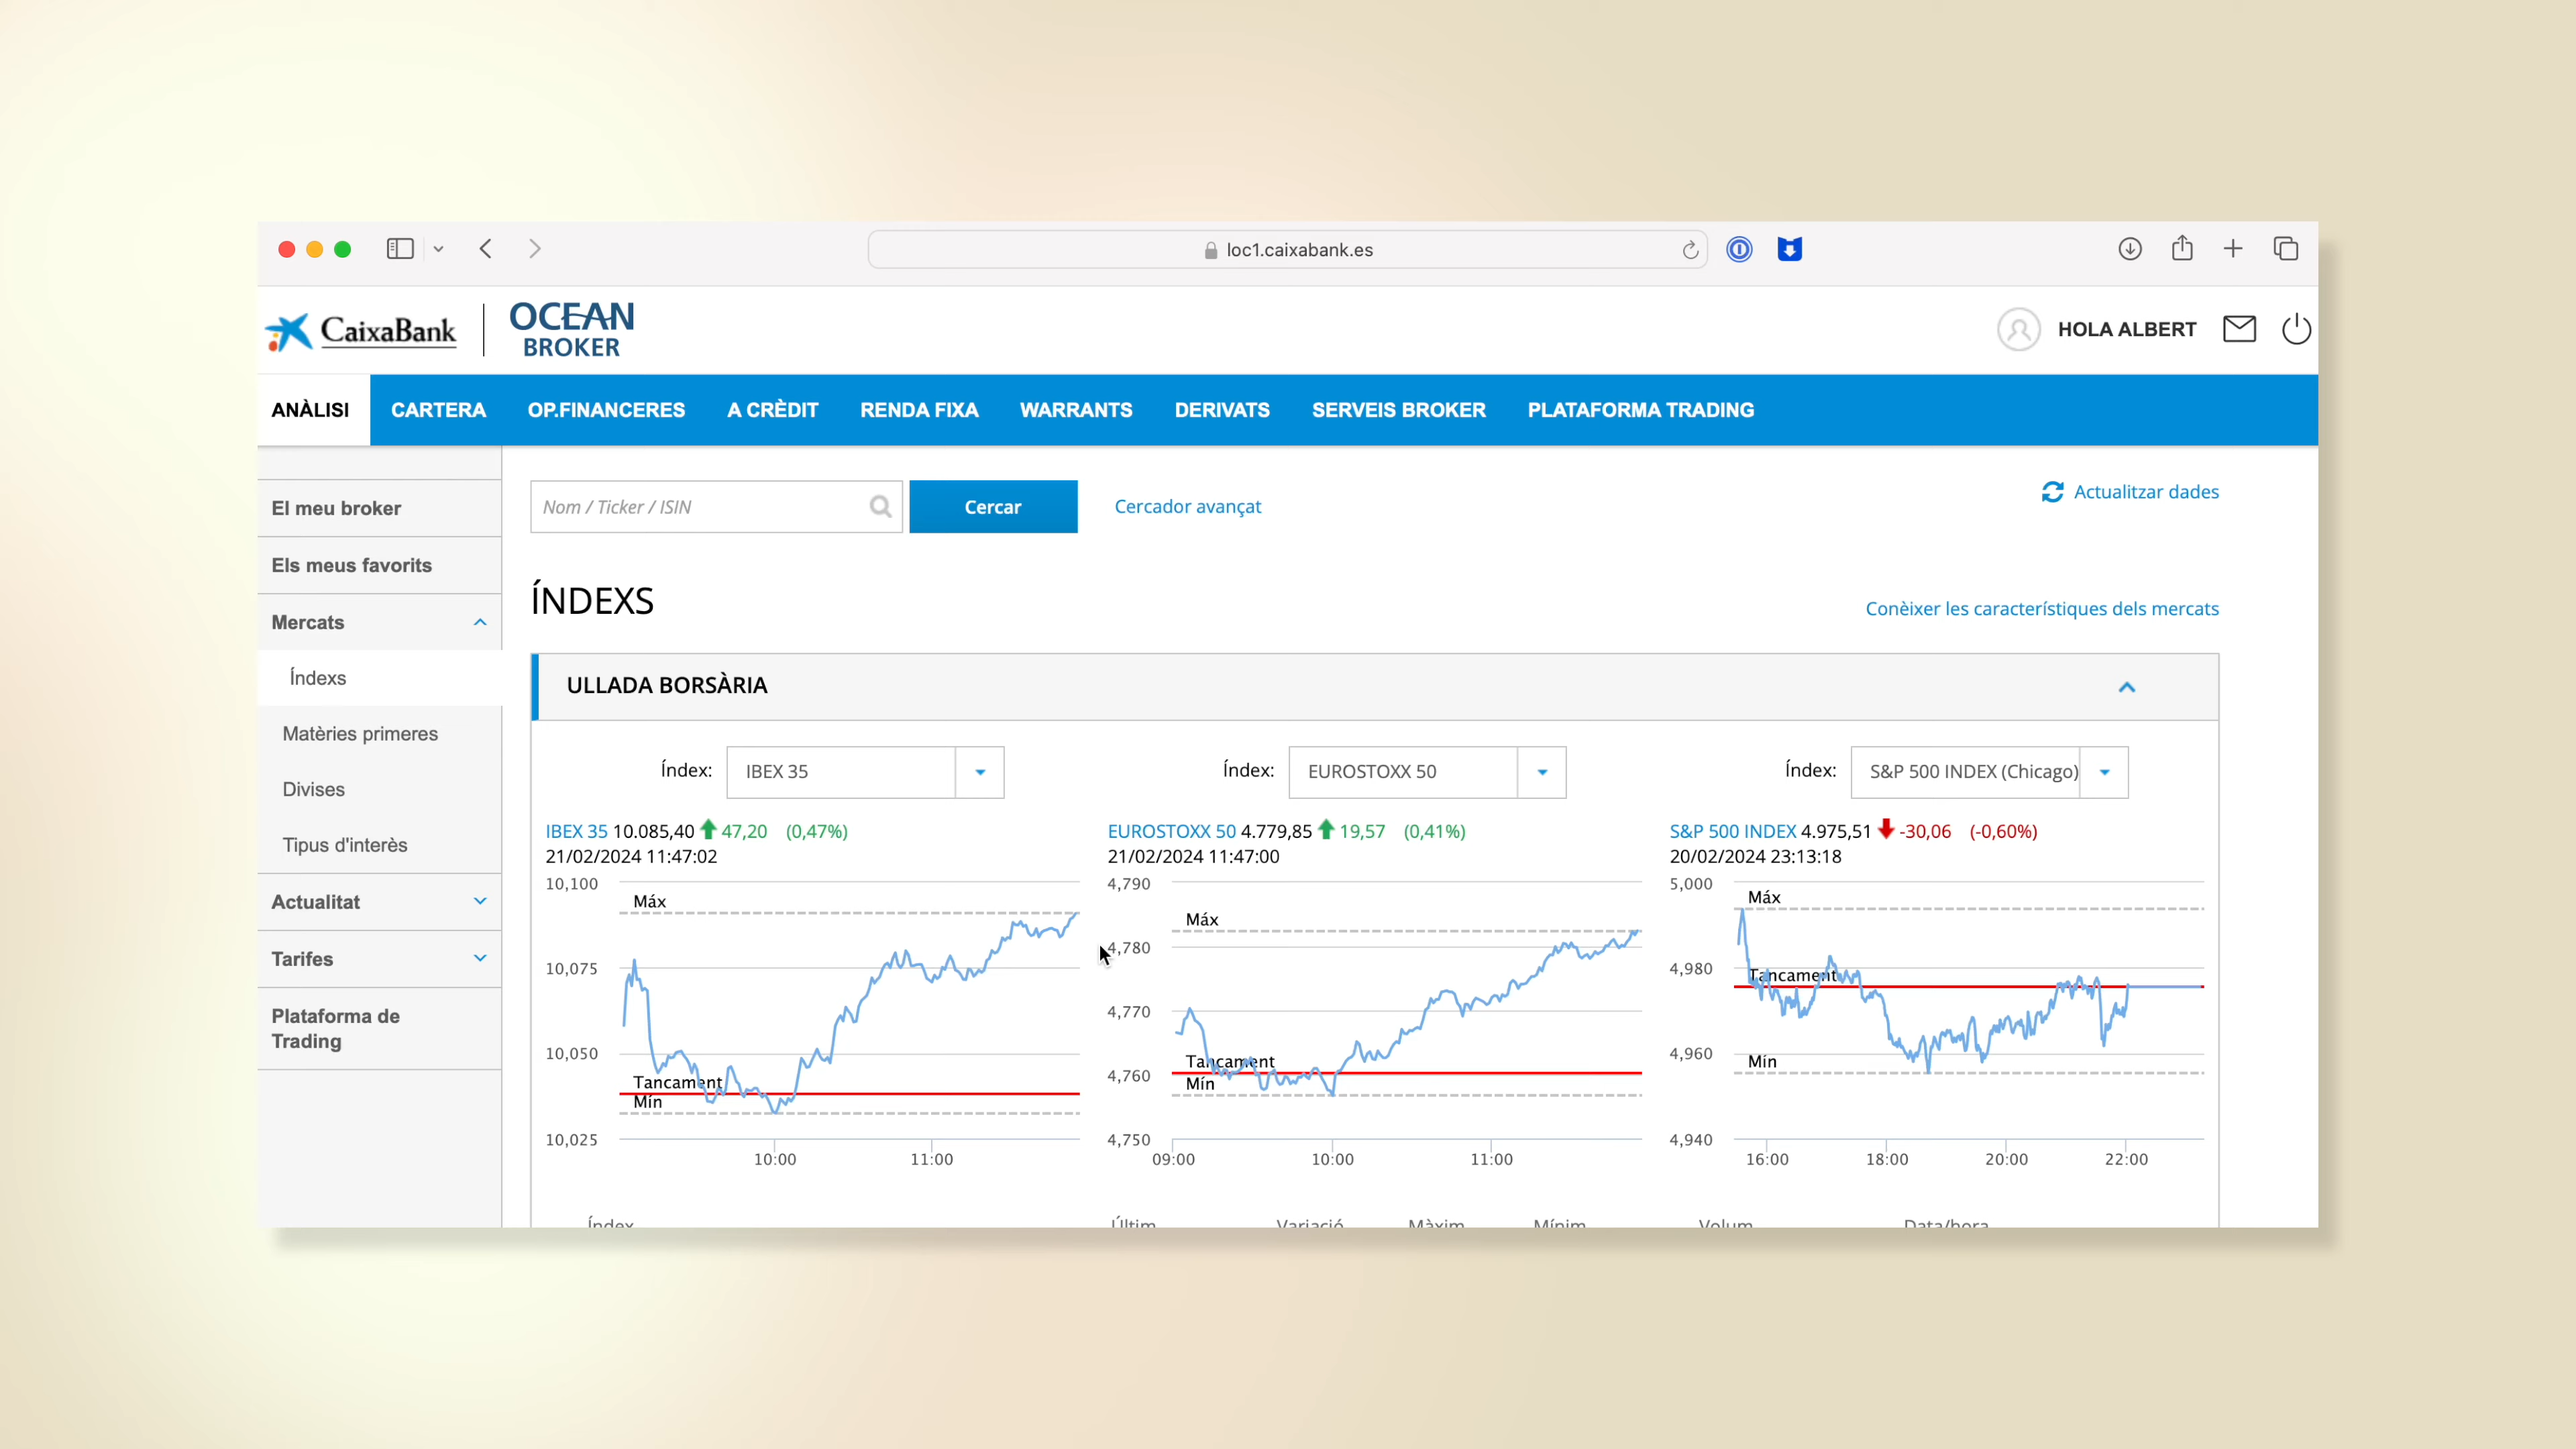 loc1.caixabank.es
CaixaBank
OCEAN
BROKER
HOLA ALBERT
ANÀLISI
CARTERA
OP.FINANCERES
A CRÈDIT
RENDA FIXA
WARRANTS
DERIVATS
SERVEIS BROKER
PLATAFORMA TRADING
El meu broker
Els meus favorits
Mercats
Índexs
Matèries primeres
Divises
Tipus d'interès
Actualitat
Tarifes
Plataforma de
Trading
Nom / Ticker / ISIN
Cercar
Cercador avançat
Actualitzar dades
ÍNDEXS
Conèixer les característiques dels mercats
ULLADA BORSÀRIA
Índex: IBEX 35
IBEX 35 10.085,40 47,20 (0,47%)
21/02/2024 11:47:02
10,100
Máx
10,075
10,050
Tancament
Mín
10,025
10:00
11:00
Índex: EUROSTOXX 50
EUROSTOXX 50 4.779,85 19,57 (0,41%)
21/02/2024 11:47:00
4,790
Máx
4,780
4,770
Tancament
4,760
Mín
4,750
09:00
10:00
11:00
Índex: S&P 500 INDEX (Chicago)
S&P 500 INDEX 4.975,51 -30,06 (-0,60%)
20/02/2024 23:13:18
5,000
Máx
4,980
Tancament
4,960
Mín
4,940
16:00
18:00
20:00
22:00
Índex
Últim
Variació
Màxim
Mínim
Volum
Data/hora